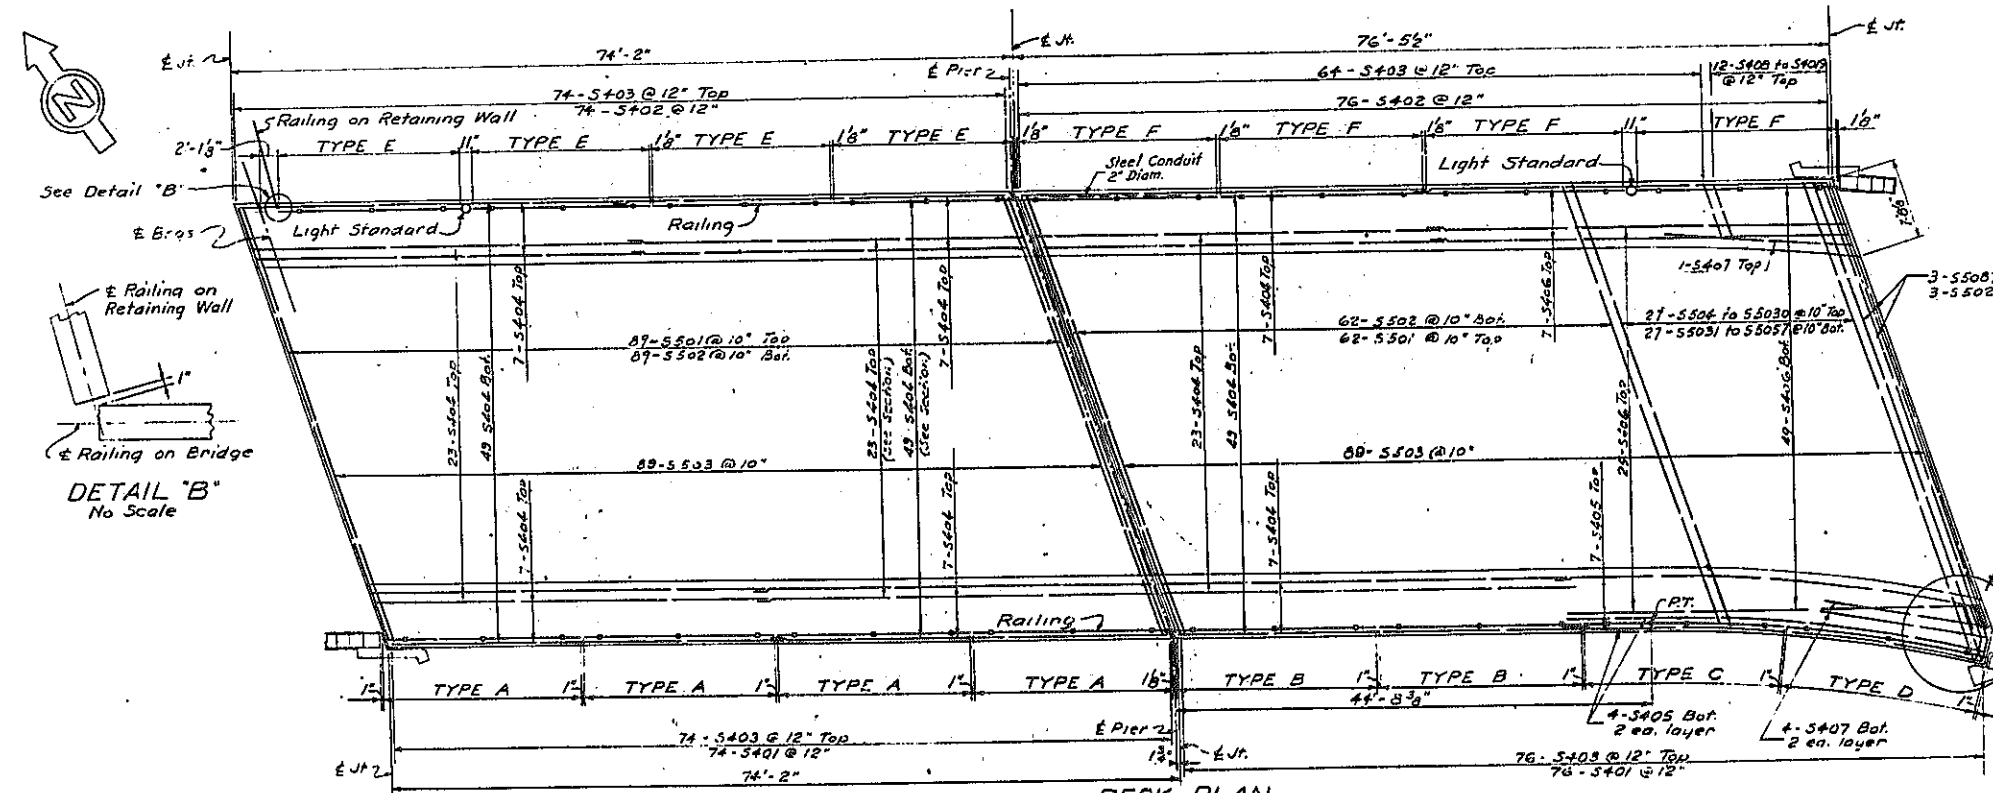 74'-2"
76'-5½"
℄ Jt.
℄ Jt.
℄ Jt.
℄ Pier
64 - S403 @ 12" Top
12-S408 to S4019
@ 12" Top
74 - S403 @ 12" Top
74 - S402 @ 12"
76 - S402 @ 12"
Railing on Retaining Wall
2'-1⅛"
TYPE E
11"
TYPE E
1⅛"
TYPE E
1⅛"
TYPE E
1⅛"
TYPE F
1⅛"
TYPE F
1⅛"
TYPE F
11"
TYPE F
1⅛"
N
See Detail "B"
Steel Conduit
2" Diam.
Light Standard
℄ Brgs
Light Standard
Railing
1-S407 Top
3-S508
3-S502
℄ Railing on
Retaining Wall
1"
℄ Railing on Bridge
DETAIL "B"
No Scale
7-S404 Top
7-S404 Top
7-S404 Top
7-S406 Top
89-S501 @ 10" Top
89-S502 @ 10" Bot.
62 - S502 @ 10" Bot.
62 - S501 @ 10" Top
27-S504 to S5030 @ 10" Top
27-S5031 to S5057 @ 10" Bot.
23-S404 Top
49-S404 Bot.
23-S404 Top
(See Section)
49-S404 Bot.
(See Section)
23-S404 Top
49-S404 Bot.
25-S406 Top
49-S406 Bot.
89-S503 @ 10"
89-S503 @ 10"
7-S404 Top
7-S404 Top
7-S404 Top
7-S405 Top
Railing
P.T.
1"
TYPE A
1"
TYPE A
1"
TYPE A
1"
TYPE A
1⅛"
TYPE B
1"
TYPE B
1"
TYPE C
1"
TYPE D
1"
44'-8⅜"
4-S405 Bot.
2 ea. layer
4-S407 Bot.
2 ea. layer
74 - S403 @ 12" Top
74 - S401 @ 12"
℄ Pier
1¾"
℄ Jt.
76 - S403 @ 12" Top
76 - S401 @ 12"
℄ Jt.
74'-2"
DECK PLAN